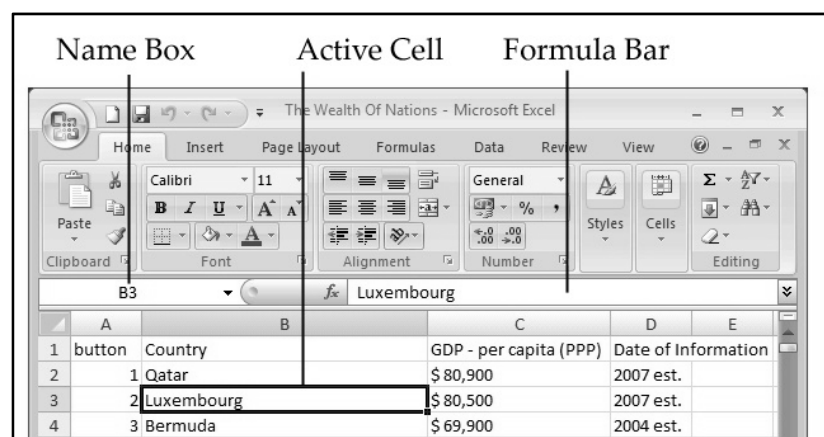 Name Box Active Cell Formula Bar
The Wealth Of Nations - Microsoft Excel
Home Insert Page Layout Formulas Data Review View
Calibri 11 General Σ A Z
Paste B I U A A % , Styles Cells
A .0 .00 .00 .0
Clipboard Font Alignment Number Editing
B3 fx Luxembourg
A B C D E
1 button Country GDP - per capita (PPP) Date of Information
2 1 Qatar $ 80,900 2007 est.
3 2 Luxembourg $ 80,500 2007 est.
4 3 Bermuda $ 69,900 2004 est.